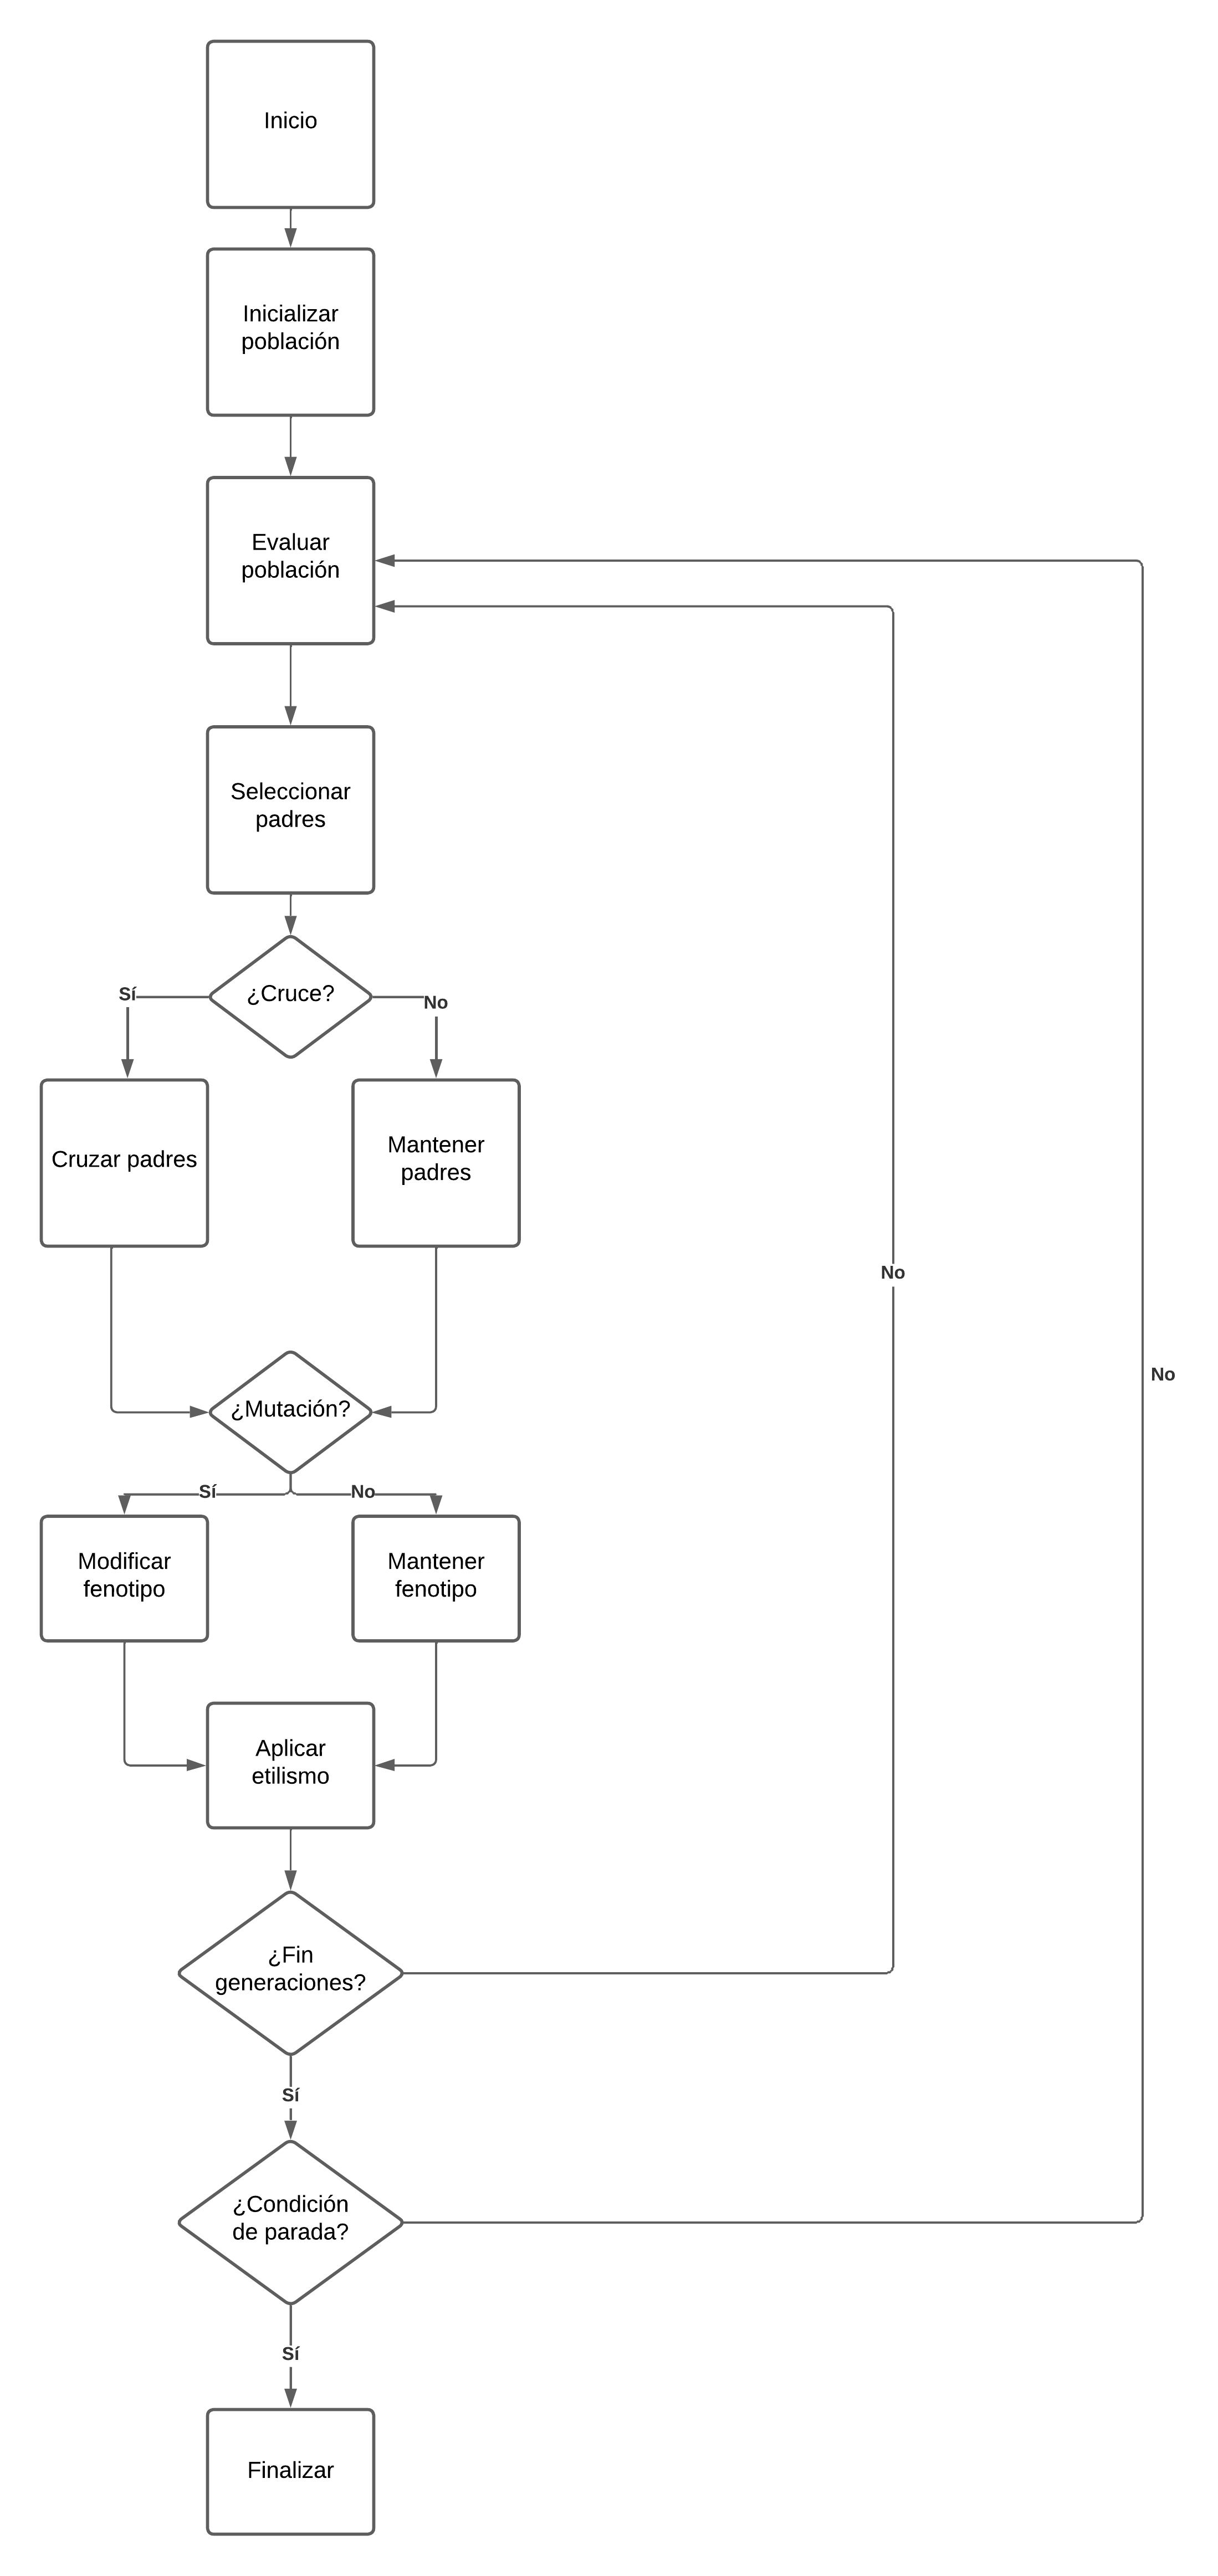 Inicio
Inicializar
población
Evaluar
población
Seleccionar
padres
¿Cruce?
Sí
No
Cruzar padres
Mantener
padres
No
No
¿Mutación?
Sí
No
Modificar
fenotipo
Mantener
fenotipo
Aplicar
etilismo
¿Fin
generaciones?
Sí
¿Condición
de parada?
Sí
Finalizar